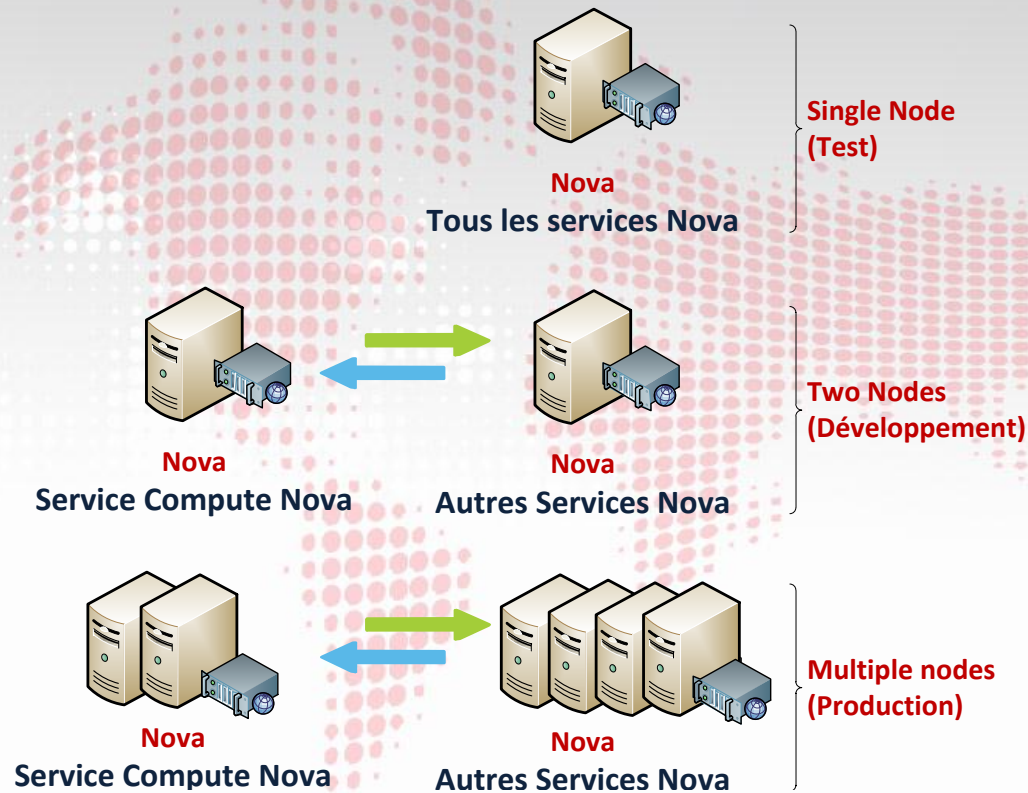 Single Node
(Test)
Nova
Tous les services Nova
Two Nodes
(Développement)
Nova
Service Compute Nova
Nova
Autres Services Nova
Multiple nodes
(Production)
Nova
Service Compute Nova
Nova
Autres Services Nova